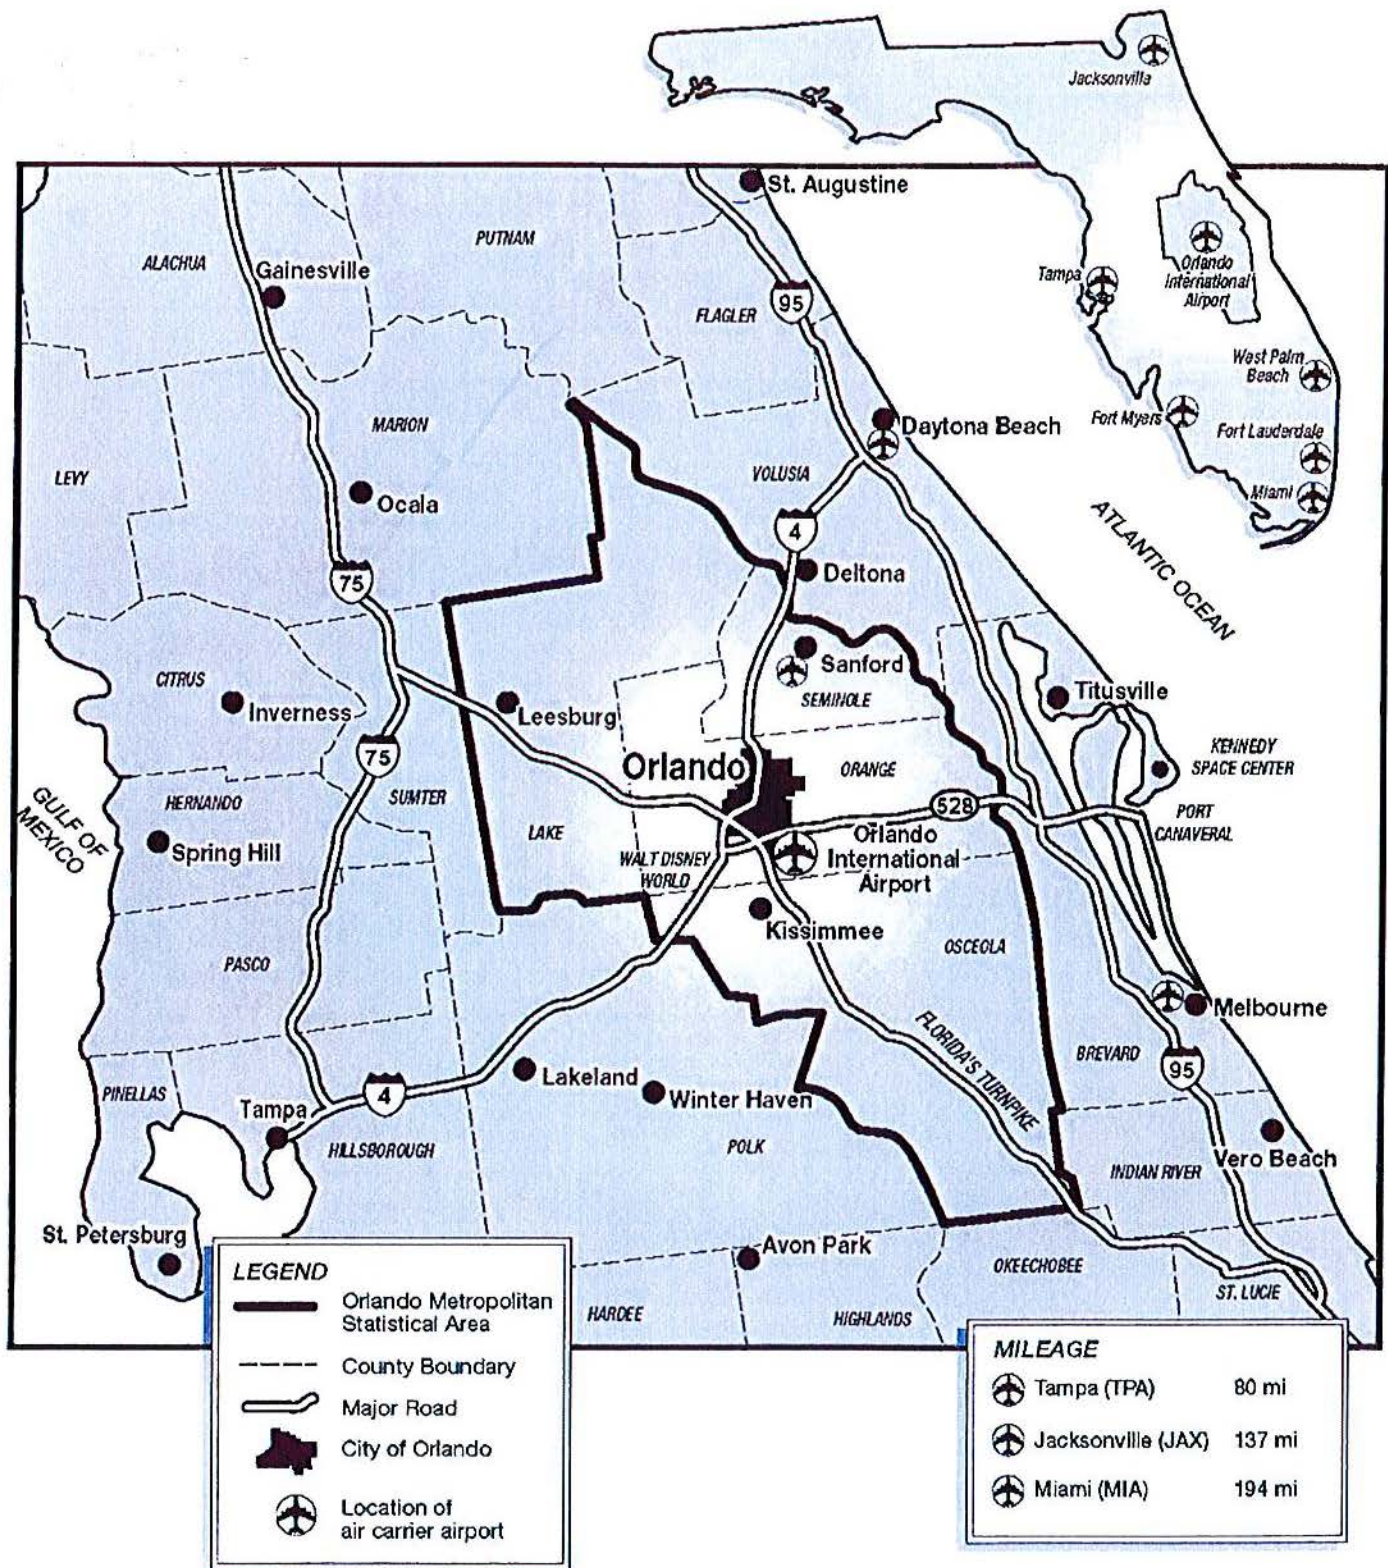 Jacksonville
Tampa
Orlando
International
Airport
West Palm
Beach
Fort Myers
Fort Lauderdale
Miami
St. Augustine
PUTNAM
ALACHUA
Gainesville
95
FLAGLER
MARION
Daytona Beach
LEVY
VOLUSIA
Ocala
ATLANTIC OCEAN
4
Deltona
75
Sanford
CITRUS
SEMINOLE
Titusville
Inverness
Leesburg
75
KENNEDY
SPACE CENTER
Orlando
ORANGE
GULF OF
MEXICO
HERNANDO
SUMTER
528
PORT
CANAVERAL
LAKE
Spring Hill
WALT DISNEY
WORLD
Orlando
International
Airport
Kissimmee
OSCEOLA
PASCO
Melbourne
FLORIDA'S TURNPIKE
BREVARD
95
Lakeland
PINELLAS
4
Winter Haven
Tampa
HILLSBOROUGH
POLK
Vero Beach
INDIAN RIVER
St. Petersburg
Avon Park
OKEECHOBEE
ST. LUCIE
HARDEE
HIGHLANDS
LEGEND
Orlando Metropolitan
Statistical Area
County Boundary
Major Road
City of Orlando
Location of
air carrier airport
MILEAGE
Tampa (TPA) 80 mi
Jacksonville (JAX) 137 mi
Miami (MIA) 194 mi